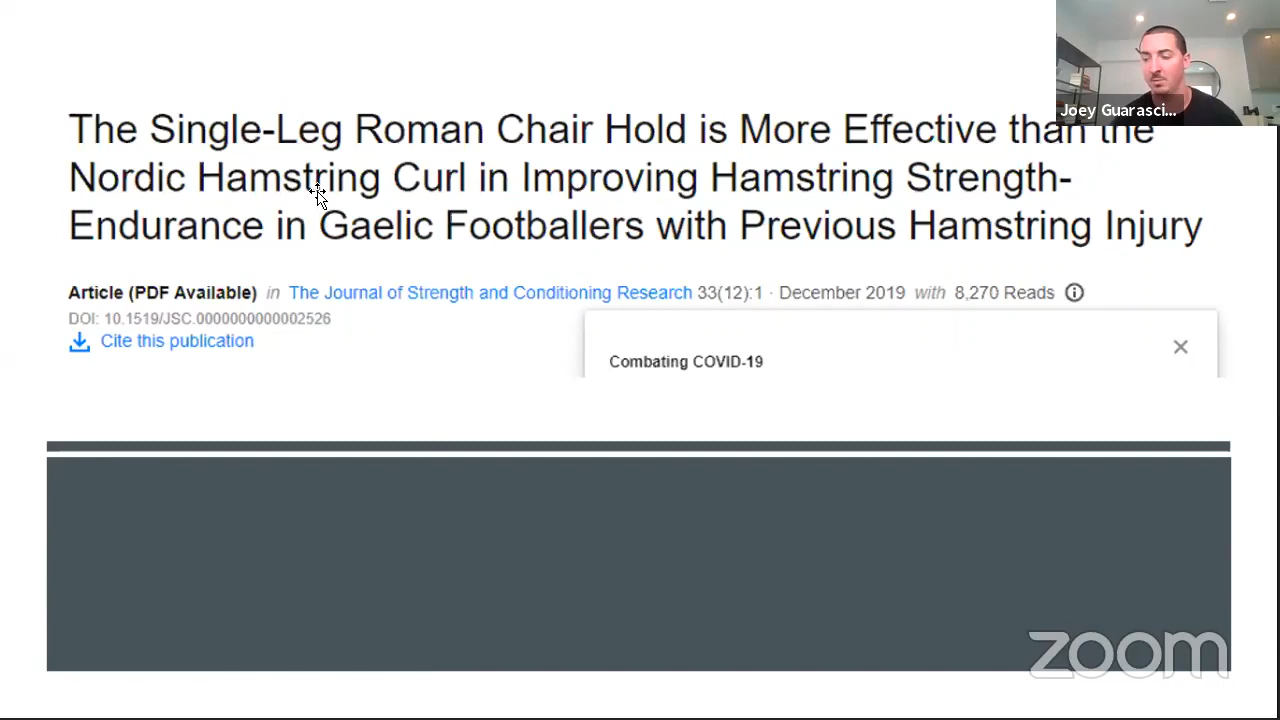 Joey Guarasci...
The Single-Leg Roman Chair Hold is More Effective than the
Nordic Hamstring Curl in Improving Hamstring Strength-
Endurance in Gaelic Footballers with Previous Hamstring Injury
Article (PDF Available) in The Journal of Strength and Conditioning Research 33(12):1 · December 2019 with 8,270 Reads
DOI: 10.1519/JSC.0000000000002526
Cite this publication
Combating COVID-19
zoom